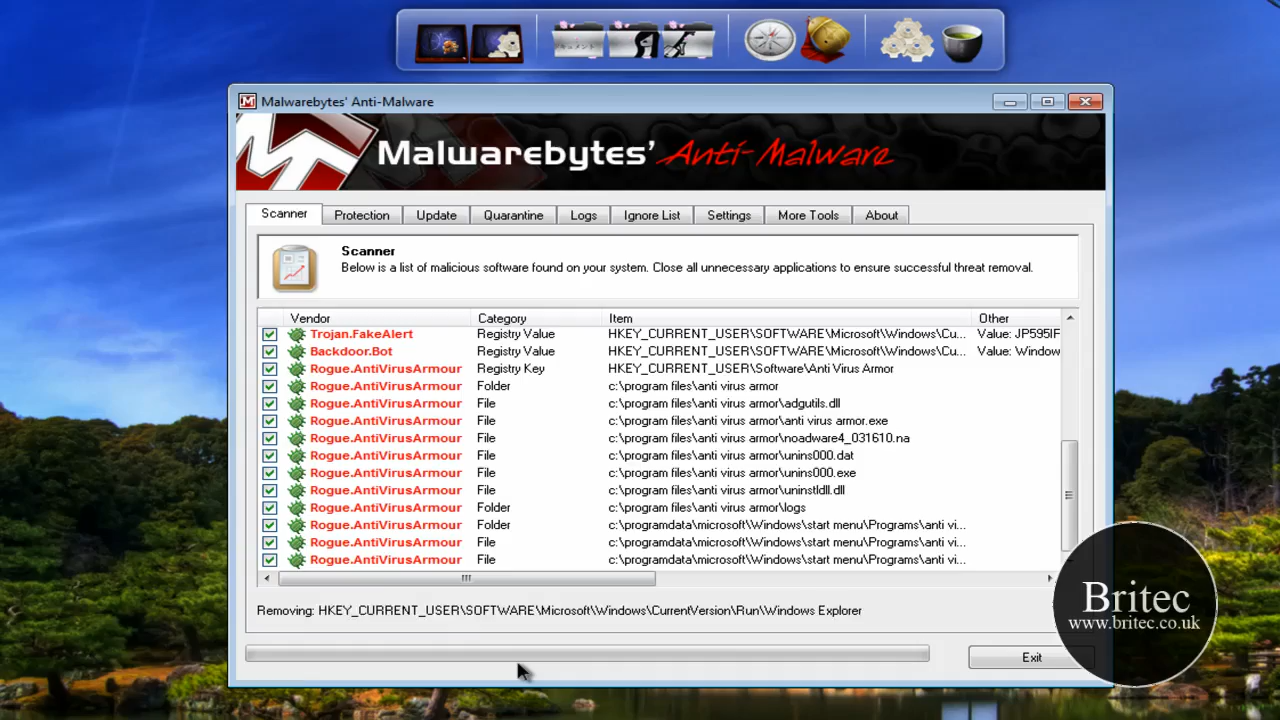 ドキュメント
Malwarebytes' Anti-Malware
Malwarebytes' Anti-Malware
Scanner Protection Update Quarantine Logs Ignore List Settings More Tools About
Scanner
Below is a list of malicious software found on your system. Close all unnecessary applications to ensure successful threat removal.
Vendor Category Item Other
Trojan.FakeAlert Registry Value HKEY_CURRENT_USER\SOFTWARE\Microsoft\Windows\Cu... Value: JP595IF
Backdoor.Bot Registry Value HKEY_CURRENT_USER\SOFTWARE\Microsoft\Windows\Cu... Value: Window
Rogue.AntiVirusArmour Registry Key HKEY_CURRENT_USER\Software\Anti Virus Armor
Rogue.AntiVirusArmour Folder c:\program files\anti virus armor
Rogue.AntiVirusArmour File c:\program files\anti virus armor\adgutils.dll
Rogue.AntiVirusArmour File c:\program files\anti virus armor\anti virus armor.exe
Rogue.AntiVirusArmour File c:\program files\anti virus armor\noadware4_031610.na
Rogue.AntiVirusArmour File c:\program files\anti virus armor\unins000.dat
Rogue.AntiVirusArmour File c:\program files\anti virus armor\unins000.exe
Rogue.AntiVirusArmour File c:\program files\anti virus armor\uninstldll.dll
Rogue.AntiVirusArmour Folder c:\program files\anti virus armor\logs
Rogue.AntiVirusArmour Folder c:\programdata\microsoft\Windows\start menu\Programs\anti vi...
Rogue.AntiVirusArmour File c:\programdata\microsoft\Windows\start menu\Programs\anti vi...
Rogue.AntiVirusArmour File c:\programdata\microsoft\Windows\start menu\Programs\anti vi...
Removing: HKEY_CURRENT_USER\SOFTWARE\Microsoft\Windows\CurrentVersion\Run\Windows Explorer
Exit
Britec
www.britec.co.uk